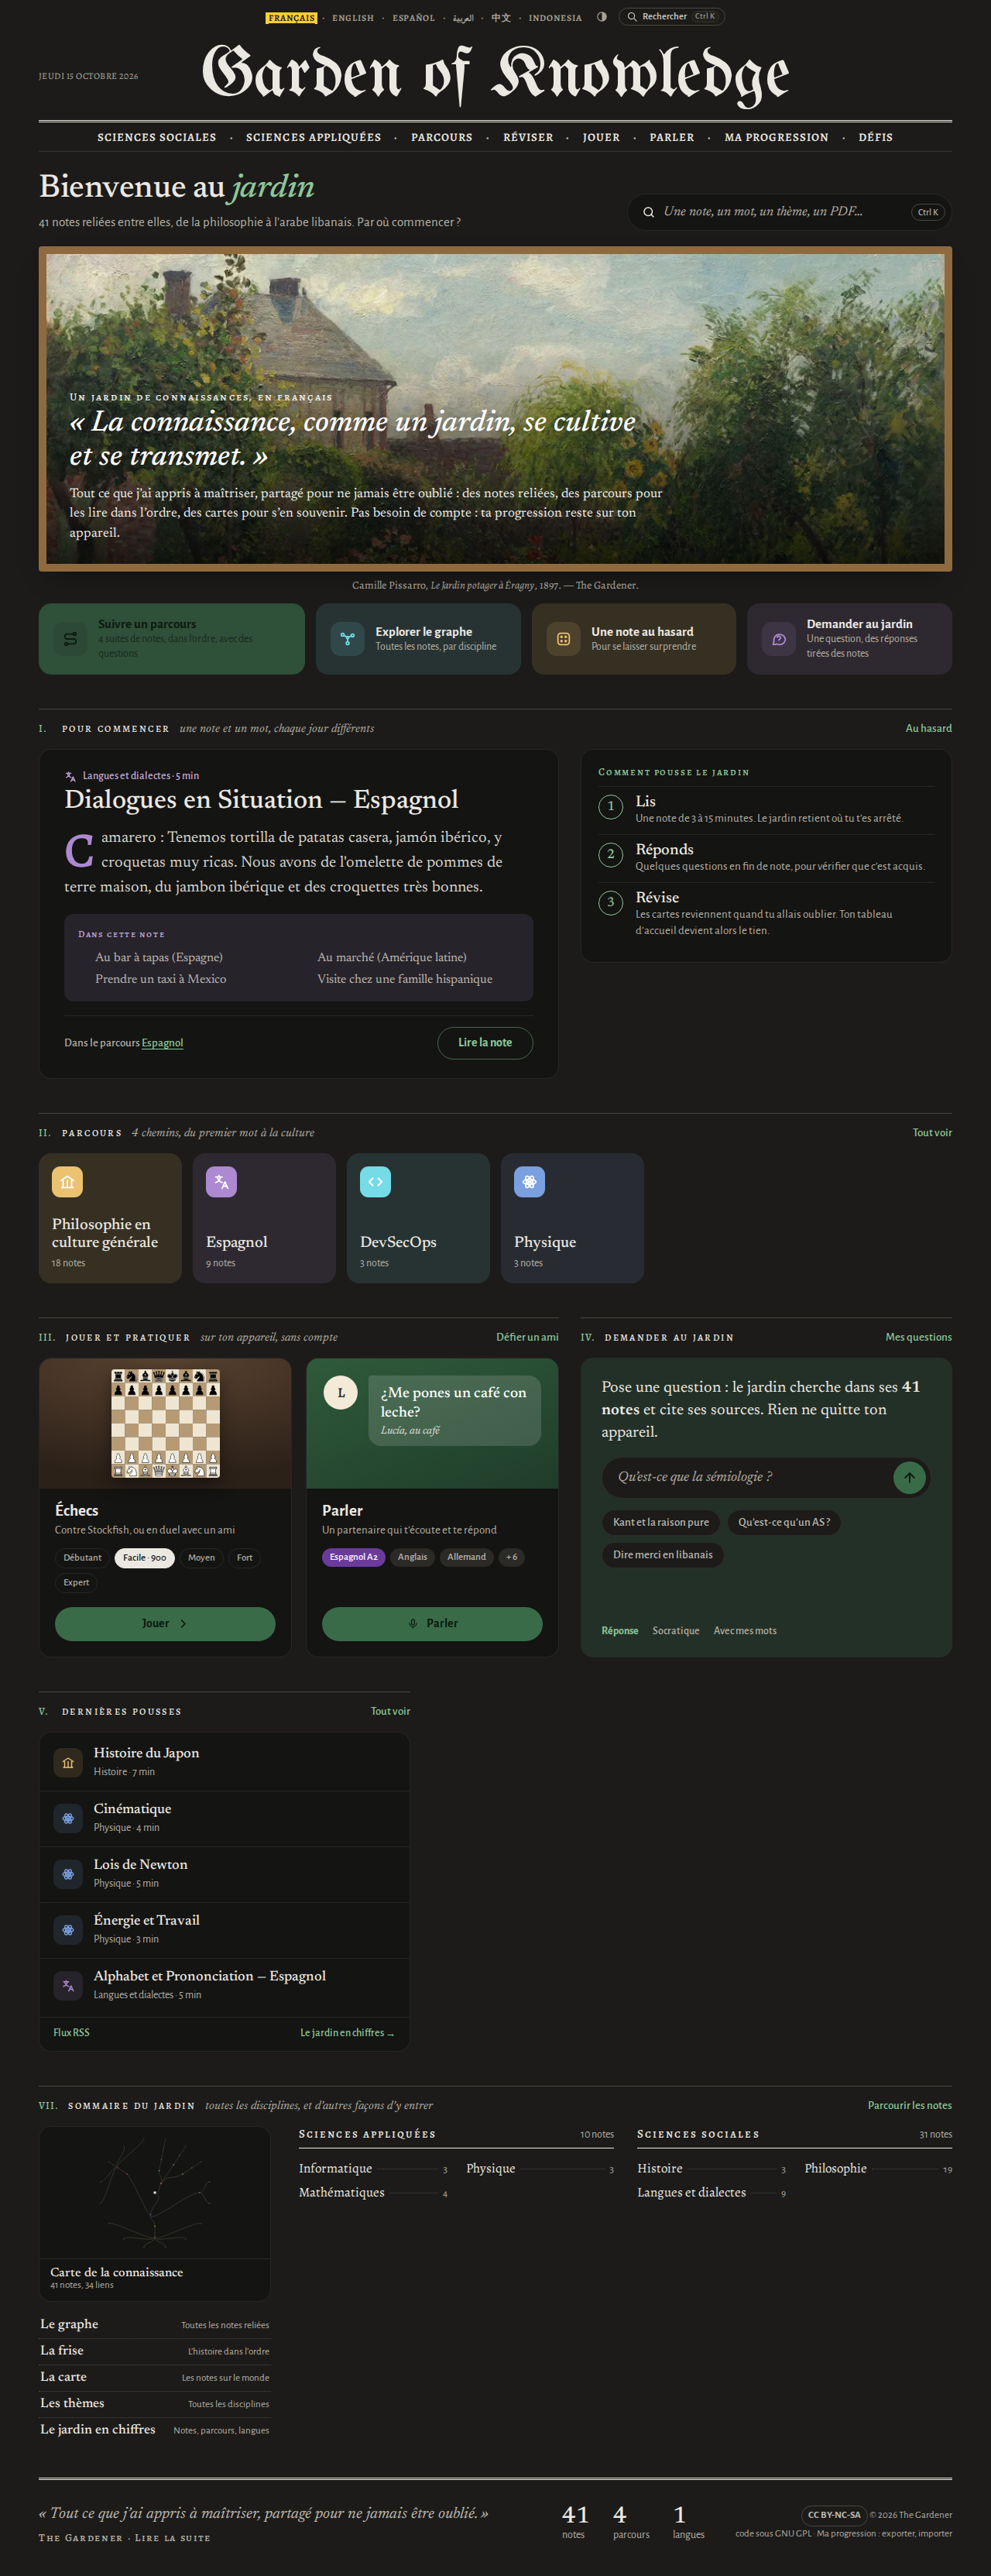 FRANÇAIS · ENGLISH · ESPAÑOL · العربية · 中文 · INDONESIA
Rechercher Ctrl K
JEUDI 15 OCTOBRE 2026
Garden of Knowledge
SCIENCES SOCIALES · SCIENCES APPLIQUÉES · PARCOURS · RÉVISER · JOUER · PARLER · MA PROGRESSION · DÉFIS
Bienvenue au jardin
41 notes reliées entre elles, de la philosophie à l'arabe libanais. Par où commencer ?
Une note, un mot, un thème, un PDF… Ctrl K
Un jardin de connaissances, en français
« La connaissance, comme un jardin, se cultive
et se transmet. »
Tout ce que j'ai appris à maîtriser, partagé pour ne jamais être oublié : des notes reliées, des parcours pour
les lire dans l'ordre, des cartes pour s'en souvenir. Pas besoin de compte : ta progression reste sur ton
appareil.
Camille Pissarro, Le Jardin potager à Éragny, 1897. — The Gardener.
Suivre un parcours
4 suites de notes, dans l'ordre, avec des
questions
Explorer le graphe
Toutes les notes, par discipline
Une note au hasard
Pour se laisser surprendre
Demander au jardin
Une question, des réponses
tirées des notes
I. POUR COMMENCER une note et un mot, chaque jour différents
Au hasard
Langues et dialectes · 5 min
Dialogues en Situation — Espagnol
Camarero : Tenemos tortilla de patatas casera, jamón ibérico, y
croquetas muy ricas. Nous avons de l'omelette de pommes de
terre maison, du jambon ibérique et des croquettes très bonnes.
Dans cette note
Au bar à tapas (Espagne) Au marché (Amérique latine)
Prendre un taxi à Mexico Visite chez une famille hispanique
Dans le parcours Espagnol
Lire la note
Comment pousse le jardin
1 Lis
Une note de 3 à 15 minutes. Le jardin retient où tu t'es arrêté.
2 Réponds
Quelques questions en fin de note, pour vérifier que c'est acquis.
3 Révise
Les cartes reviennent quand tu allais oublier. Ton tableau
d'accueil devient alors le tien.
II. PARCOURS 4 chemins, du premier mot à la culture
Tout voir
Philosophie en
culture générale
18 notes
Espagnol
9 notes
DevSecOps
3 notes
Physique
3 notes
III. JOUER ET PRATIQUER sur ton appareil, sans compte
Défier un ami
Échecs
Contre Stockfish, ou en duel avec un ami
Débutant Facile · 900 Moyen Fort
Expert
Jouer
L
¿Me pones un café con
leche?
Lucía, au café
Parler
Un partenaire qui t'écoute et te répond
Espagnol A2 Anglais Allemand + 6
Parler
IV. DEMANDER AU JARDIN
Mes questions
Pose une question : le jardin cherche dans ses 41
notes et cite ses sources. Rien ne quitte ton
appareil.
Qu'est-ce que la sémiologie ?
Kant et la raison pure Qu'est-ce qu'un AS ?
Dire merci en libanais
Réponse Socratique Avec mes mots
V. DERNIÈRES POUSSES
Tout voir
Histoire du Japon
Histoire · 7 min
Cinématique
Physique · 4 min
Lois de Newton
Physique · 5 min
Énergie et Travail
Physique · 3 min
Alphabet et Prononciation — Espagnol
Langues et dialectes · 5 min
Flux RSS Le jardin en chiffres →
VII. SOMMAIRE DU JARDIN toutes les disciplines, et d'autres façons d'y entrer
Parcourir les notes
Carte de la connaissance
41 notes, 34 liens
Le graphe Toutes les notes reliées
La frise L'histoire dans l'ordre
La carte Les notes sur le monde
Les thèmes Toutes les disciplines
Le jardin en chiffres Notes, parcours, langues
Sciences appliquées 10 notes
Informatique 3 Physique 3
Mathématiques 4
Sciences sociales 31 notes
Histoire 3 Philosophie 19
Langues et dialectes 9
« Tout ce que j'ai appris à maîtriser, partagé pour ne jamais être oublié. »
The Gardener · Lire la suite
41 notes
4 parcours
1 langues
CC BY-NC-SA © 2026 The Gardener
code sous GNU GPL · Ma progression : exporter, importer